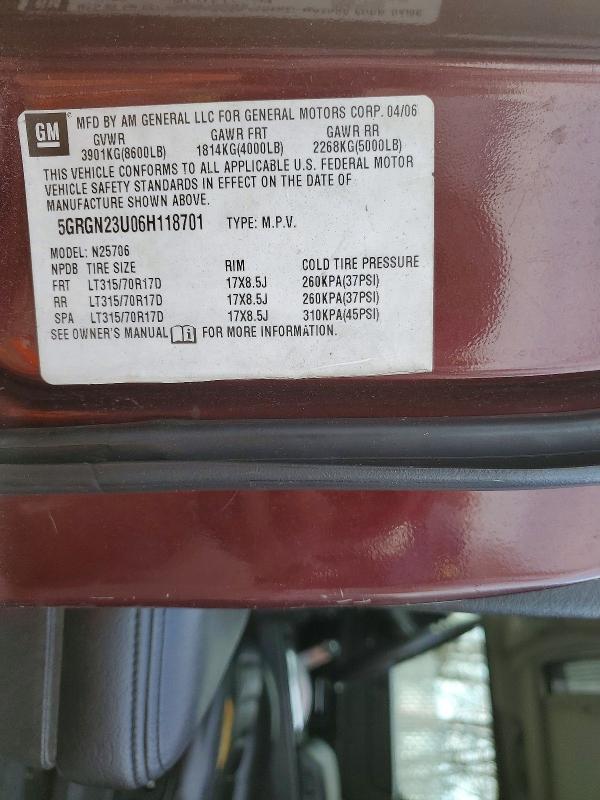 GM
MFD BY AM GENERAL LLC FOR GENERAL MOTORS CORP. 04/06
GVWR GAWR FRT GAWR RR
3901KG(8600LB) 1814KG(4000LB) 2268KG(5000LB)
THIS VEHICLE CONFORMS TO ALL APPLICABLE U.S. FEDERAL MOTOR
VEHICLE SAFETY STANDARDS IN EFFECT ON THE DATE OF
MANUFACTURE SHOWN ABOVE.
5GRGN23U06H118701 TYPE: M.P.V.
MODEL: N25706
NPDB TIRE SIZE RIM COLD TIRE PRESSURE
FRT LT315/70R17D 17X8.5J 260KPA(37PSI)
RR LT315/70R17D 17X8.5J 260KPA(37PSI)
SPA LT315/70R17D 17X8.5J 310KPA(45PSI)
SEE OWNER'S MANUAL FOR MORE INFORMATION.